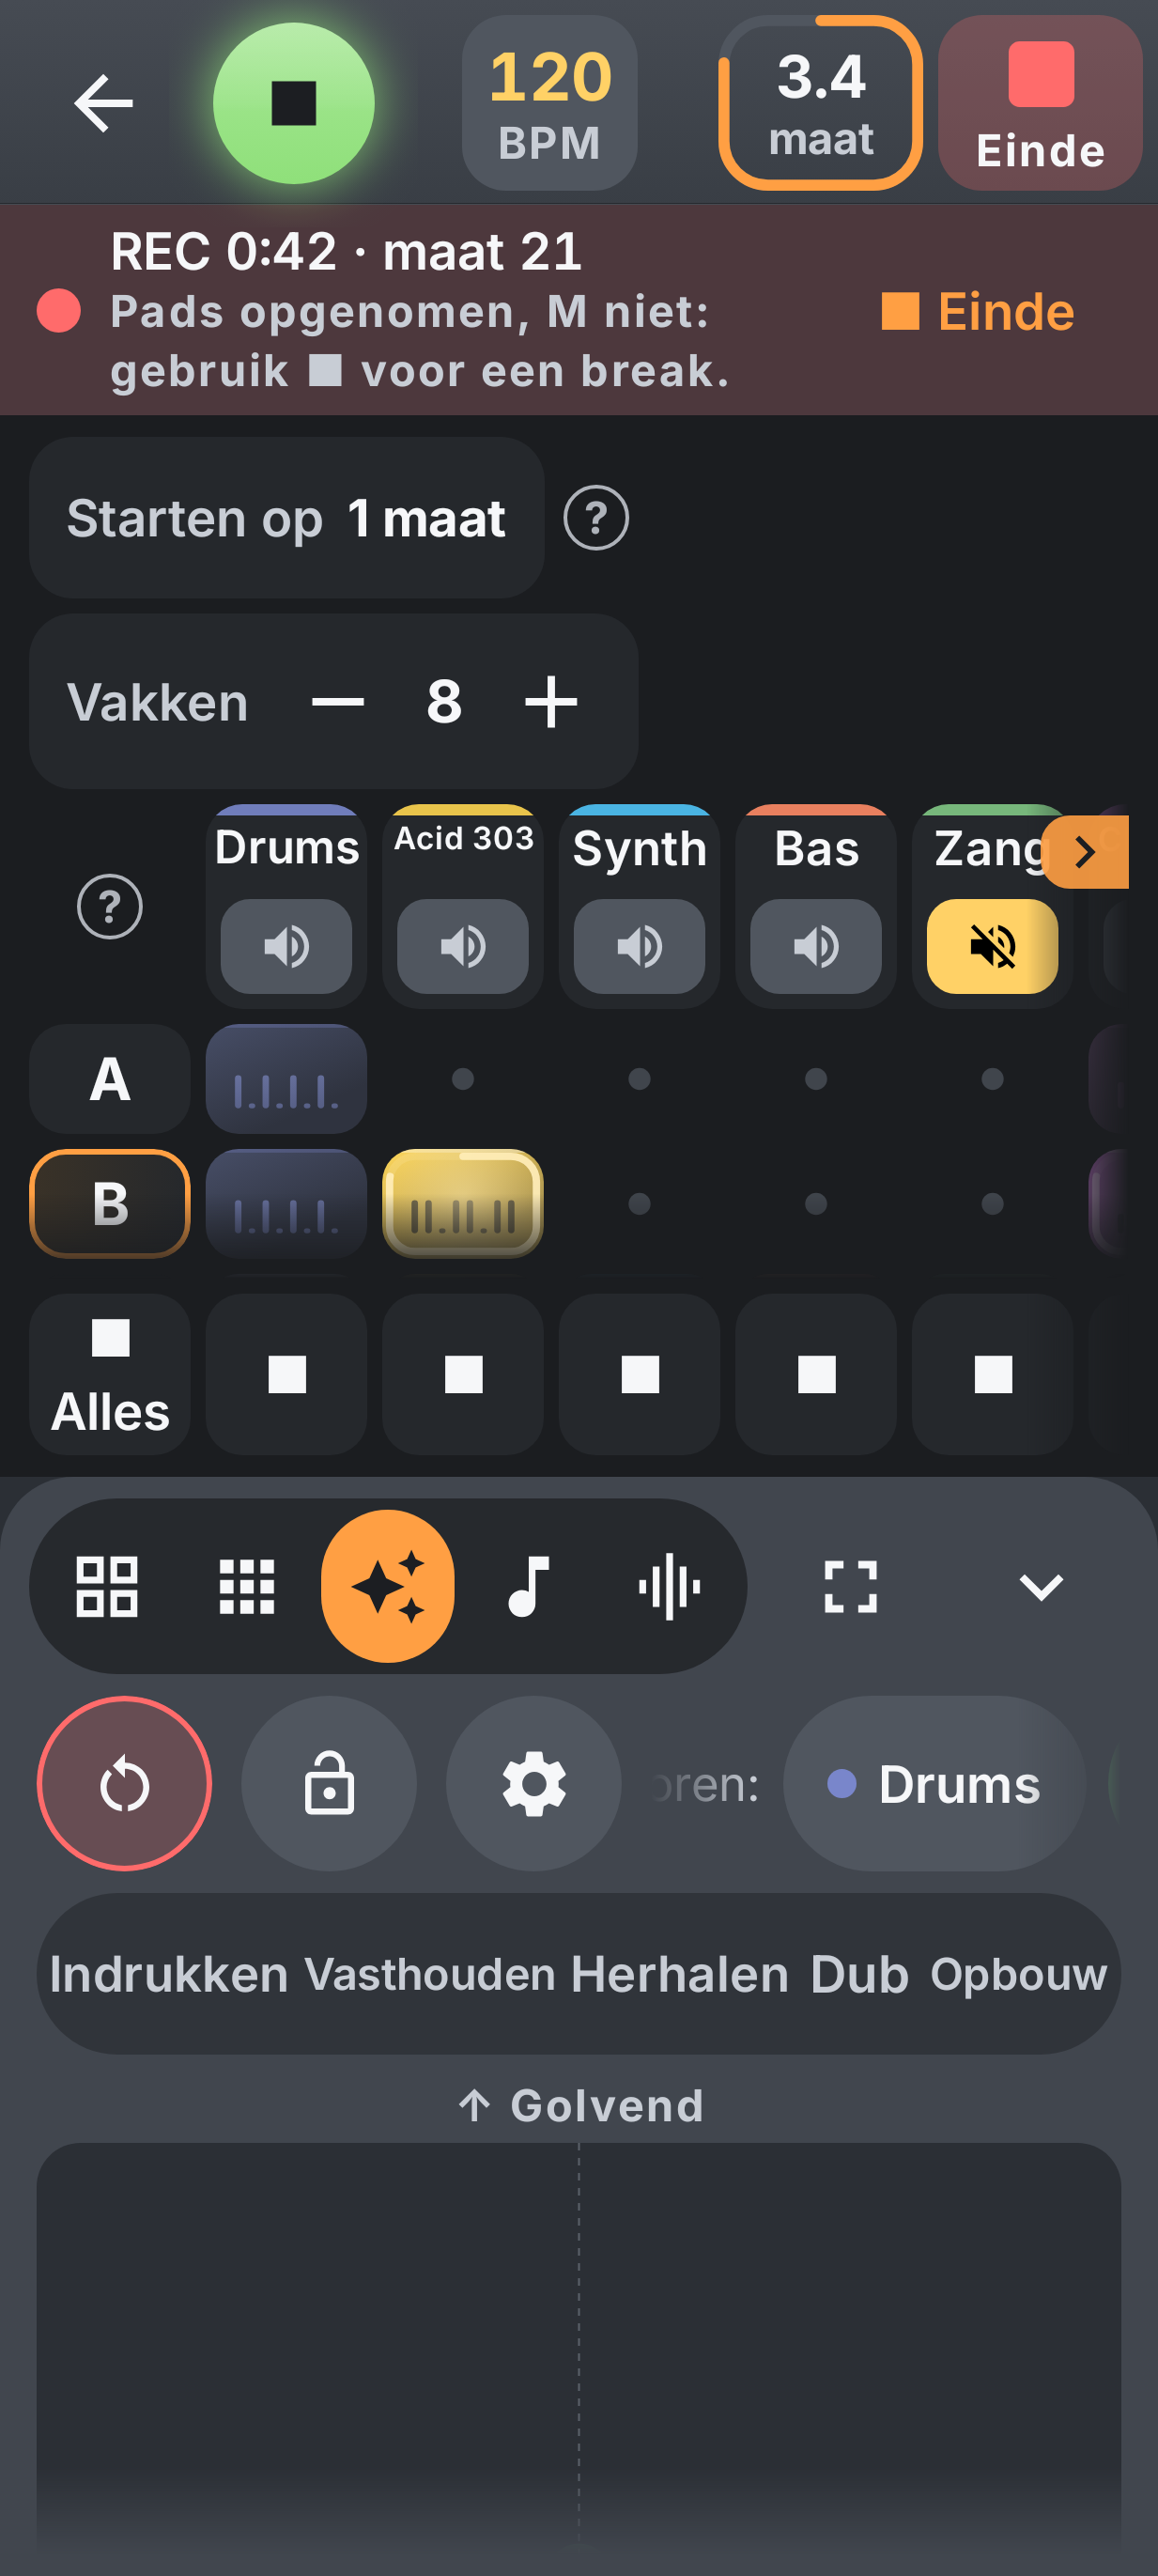 120
BPM
3.4
maat
Einde
REC 0:42 · maat 21
Pads opgenomen, M niet:
gebruik ■ voor een break.
■ Einde
Starten op 1 maat
?
Vakken — 8 +
Drums
Acid 303
Synth
Bas
Zang
?
A
B
Alles
Drums
Indrukken Vasthouden Herhalen Dub Opbouw
↑ Golvend